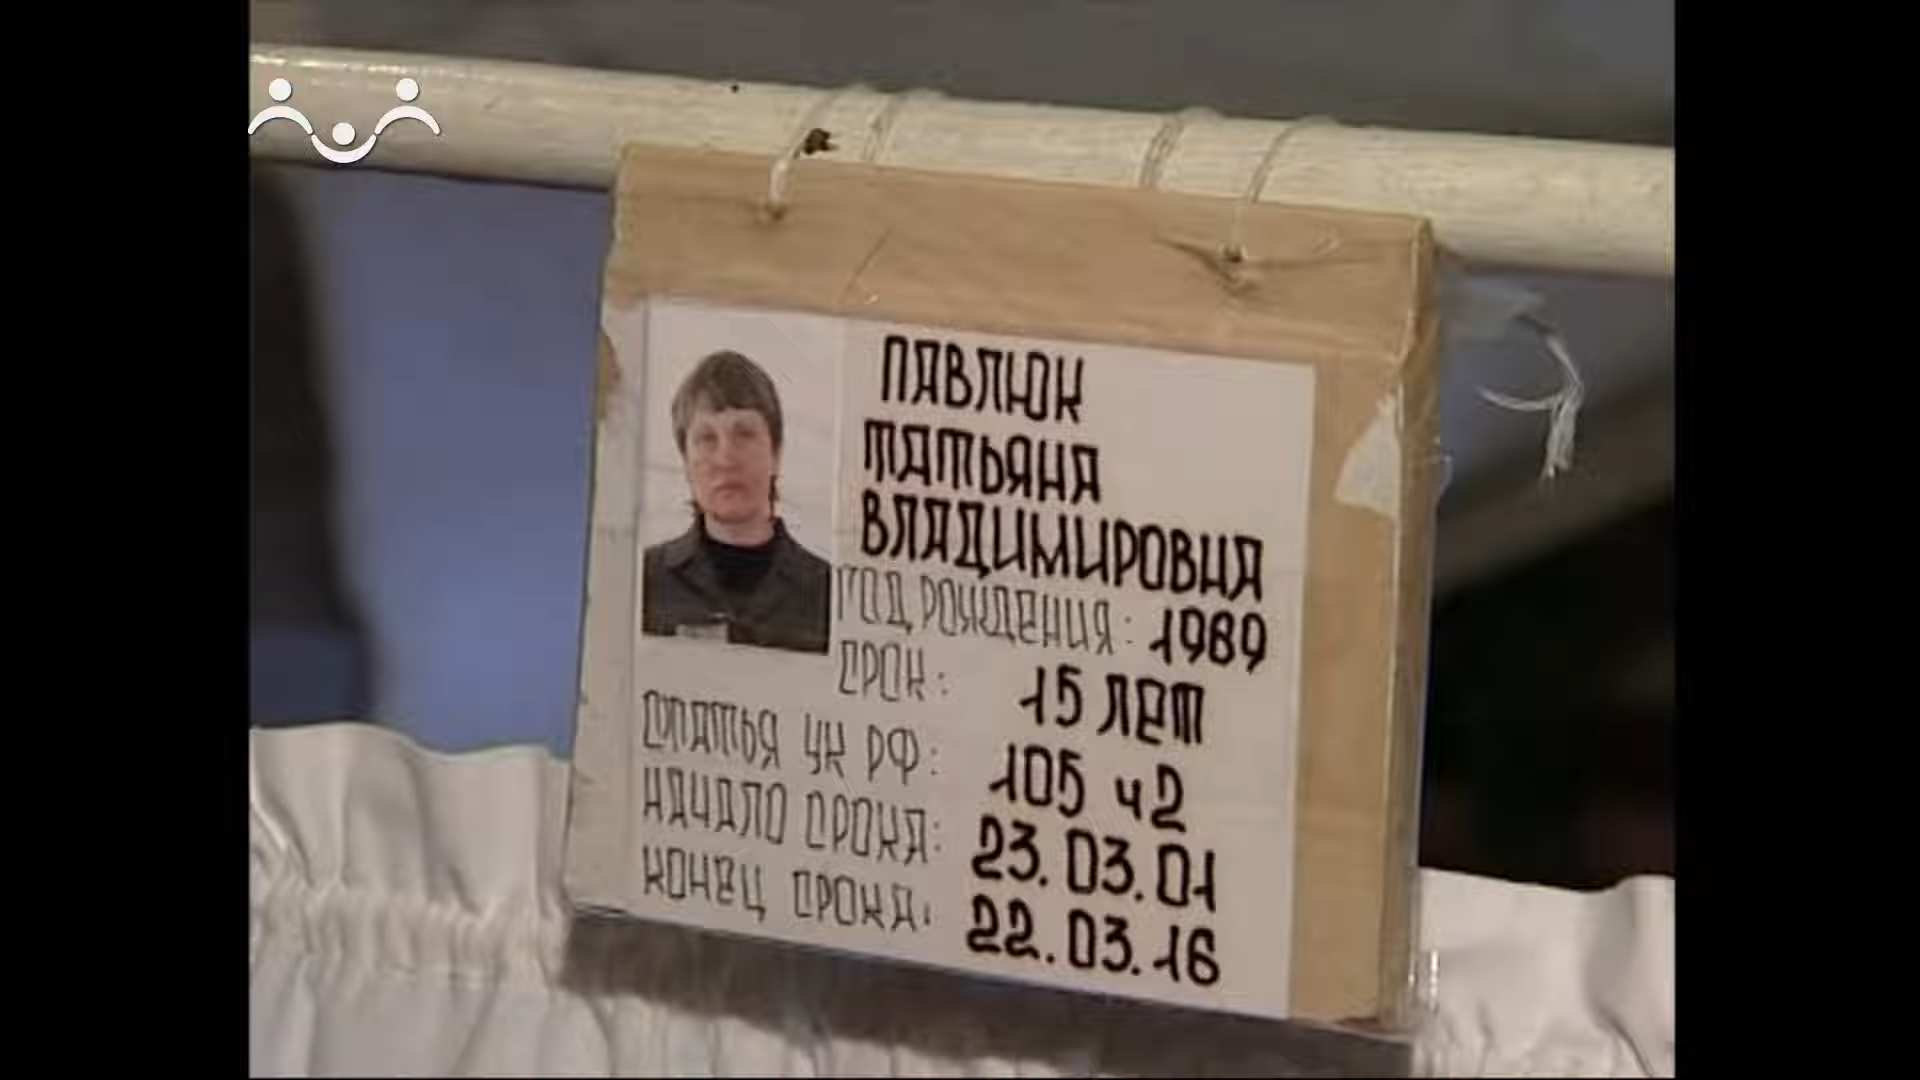 ПАВЛЮК
ТАТЬЯНА
ВЛАДИМИРОВНА
ГОД РОЖДЕНИЯ: 1969
СРОК: 15 ЛЕТ
СТАТЬЯ УК РФ: 105 ч2
НАЧАЛО СРОКА: 23.03.01
КОНЕЦ СРОКА: 22.03.16